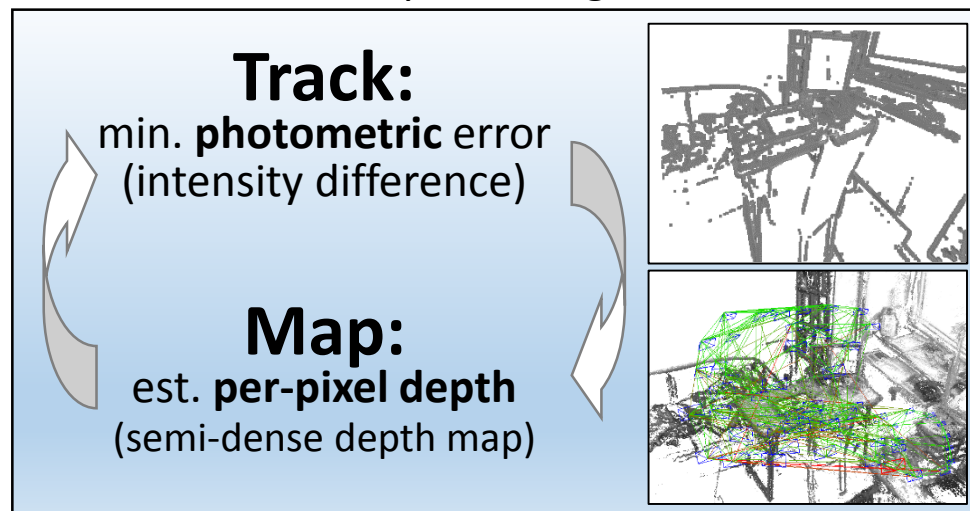 Track:
min. photometric error
(intensity difference)
Map:
est. per-pixel depth
(semi-dense depth map)